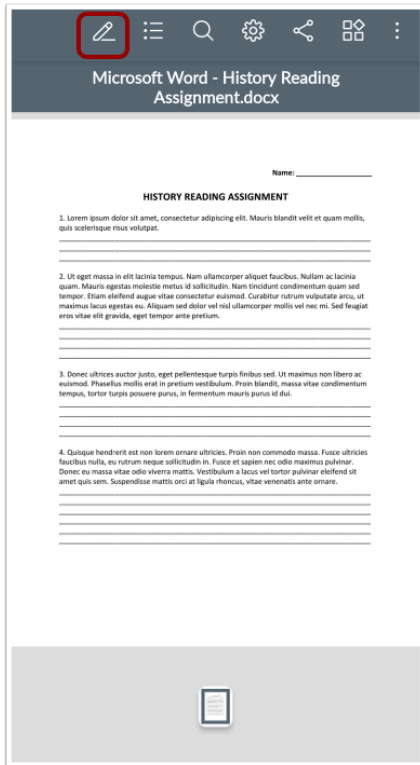 Microsoft Word - History Reading
Assignment.docx
Name: ____________________
HISTORY READING ASSIGNMENT
1. Lorem ipsum dolor sit amet, consectetur adipiscing elit. Mauris blandit velit et quam mollis,
quis scelerisque risus volutpat.
2. Ut eget massa in elit lacinia tempus. Nam ullamcorper aliquet faucibus. Nullam ac lacinia
quam. Mauris egestas molestie metus id sollicitudin. Nam tincidunt condimentum quam sed
tempor. Etiam eleifend augue vitae consectetur euismod. Curabitur rutrum vulputate arcu, ut
maximus lacus egestas eu. Aliquam sed dolor vel nisl ullamcorper mollis vel nec mi. Sed feugiat
eros vitae elit gravida, eget tempor ante pretium.
3. Donec ultrices auctor justo, eget pellentesque turpis finibus sed. Ut maximus non libero ac
euismod. Phasellus mollis erat in pretium vestibulum. Proin blandit, massa vitae condimentum
tempus, tortor turpis posuere purus, in fermentum mauris purus id dui.
4. Quisque hendrerit est non lorem ornare ultricies. Proin non commodo massa. Fusce ultricies
faucibus nulla, eu rutrum neque sollicitudin in. Fusce et sapien nec odio maximus pulvinar.
Donec eu massa vitae odio viverra mattis. Vestibulum a lacus vel tortor pulvinar eleifend sit
amet quis sem. Suspendisse mattis orci at ligula rhoncus, vitae venenatis ante ornare.